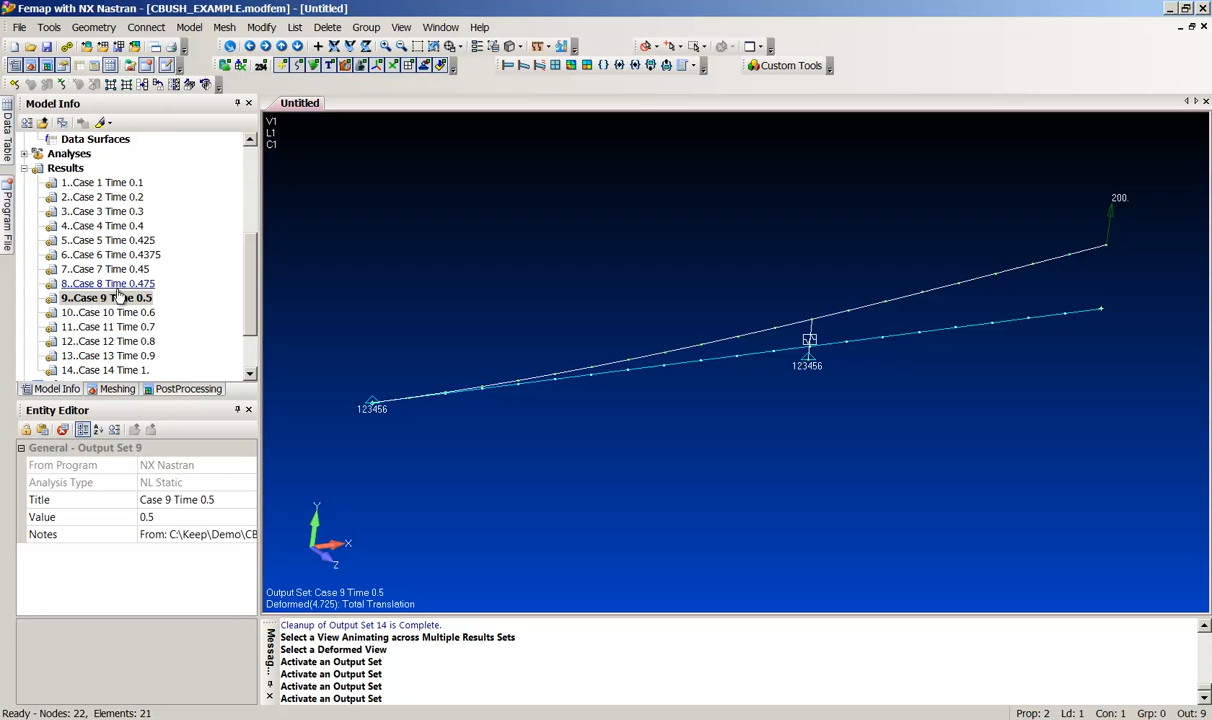 Femap with NX Nastran - [CBUSH_EXAMPLE.modfem] - [Untitled]
File Tools Geometry Connect Model Mesh Modify List Delete Group View Window Help
Custom Tools
Model Info
Untitled
Data Table
Program File
Data Surfaces
Analyses
Results
1..Case 1 Time 0.1
2..Case 2 Time 0.2
3..Case 3 Time 0.3
4..Case 4 Time 0.4
5..Case 5 Time 0.425
6..Case 6 Time 0.4375
7..Case 7 Time 0.45
8..Case 8 Time 0.475
9..Case 9 Time 0.5
10..Case 10 Time 0.6
11..Case 11 Time 0.7
12..Case 12 Time 0.8
13..Case 13 Time 0.9
14..Case 14 Time 1.
Model Info Meshing PostProcessing
Entity Editor
General - Output Set 9
From Program NX Nastran
Analysis Type NL Static
Title Case 9 Time 0.5
Value 0.5
Notes From: C:\Keep\Demo\CB
V1
L1
C1
200.
123456
123456
Y
X
Z
Output Set: Case 9 Time 0.5
Deformed(4.725): Total Translation
Messag...
Cleanup of Output Set 14 is Complete.
Select a View Animating across Multiple Results Sets
Select a Deformed View
Activate an Output Set
Activate an Output Set
Activate an Output Set
Activate an Output Set
Ready - Nodes: 22, Elements: 21
Prop: 2 Ld: 1 Con: 1 Grp: 0 Out: 9